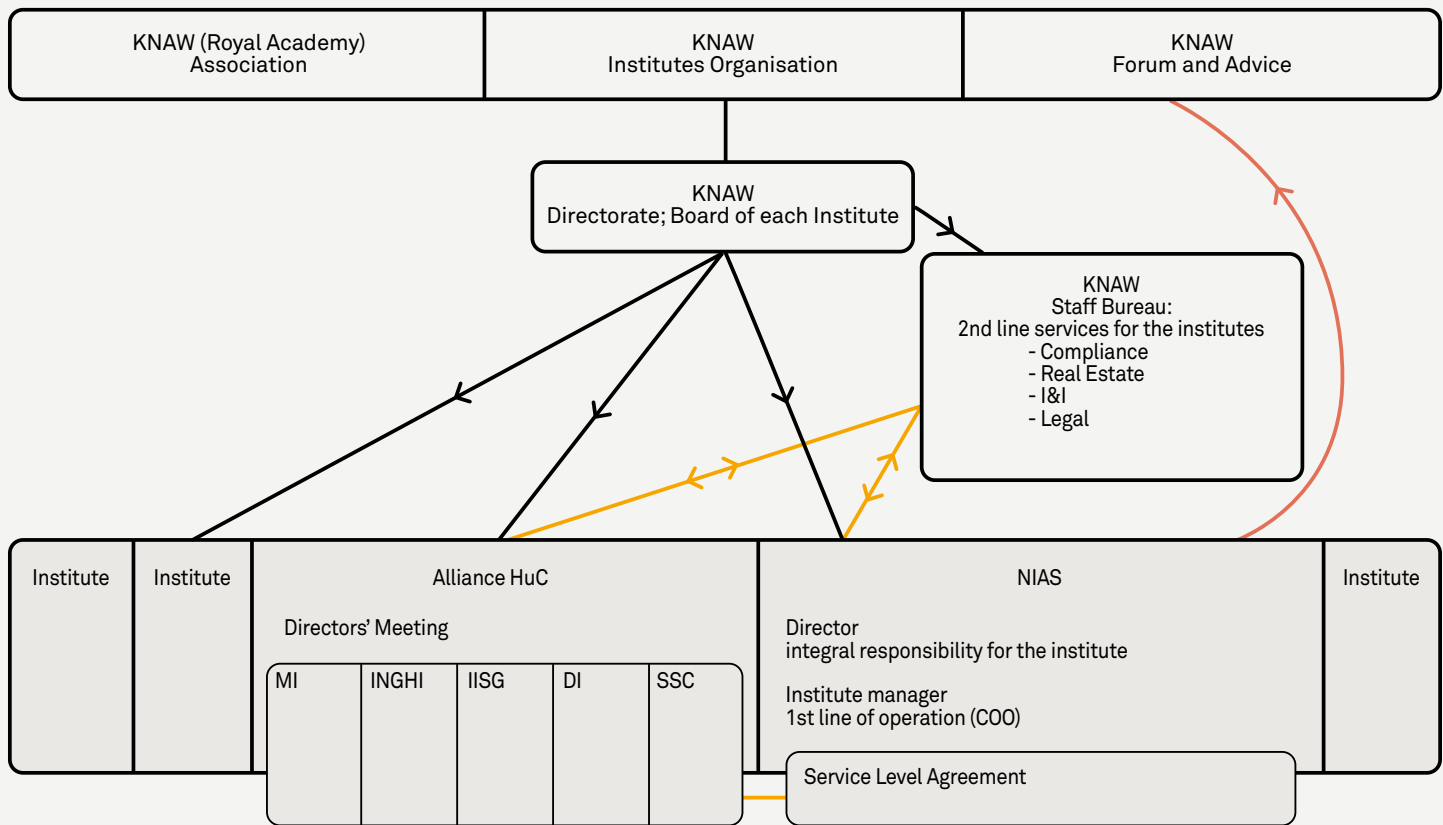 KNAW (Royal Academy)
Association
KNAW
Institutes Organisation
KNAW
Forum and Advice
KNAW
Directorate; Board of each Institute
KNAW
Staff Bureau:
2nd line services for the institutes
- Compliance
- Real Estate
- I&I
- Legal
Institute
Institute
Alliance HuC
Directors’ Meeting
MI
INGHI
IISG
DI
SSC
NIAS
Director
integral responsibility for the institute
Institute manager
1st line of operation (COO)
Service Level Agreement
Institute